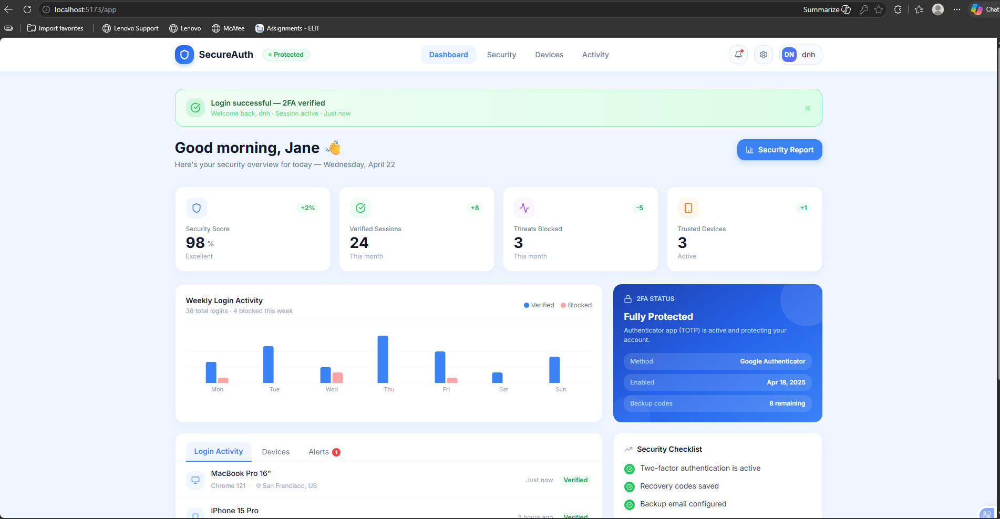 localhost:5173/app
Summarize
Chat
Import favorites
Lenovo Support
Lenovo
McAfee
Assignments - ELIT
SecureAuth
Protected
Dashboard
Security
Devices
Activity
DN
dnh
Login successful — 2FA verified
Welcome back, dnh · Session active · Just now
Good morning, Jane 👋
Here's your security overview for today — Wednesday, April 22
Security Report
+2%
Security Score
98 %
Excellent
+8
Verified Sessions
24
This month
-5
Threats Blocked
3
This month
+1
Trusted Devices
3
Active
Weekly Login Activity
36 total logins · 4 blocked this week
Verified
Blocked
Mon
Tue
Wed
Thu
Fri
Sat
Sun
2FA STATUS
Fully Protected
Authenticator app (TOTP) is active and protecting your
account.
Method
Google Authenticator
Enabled
Apr 18, 2025
Backup codes
8 remaining
Login Activity
Devices
Alerts 1
MacBook Pro 16"
Chrome 121 · San Francisco, US
Just now
Verified
iPhone 15 Pro
2 hours ago
Verified
Security Checklist
Two-factor authentication is active
Recovery codes saved
Backup email configured